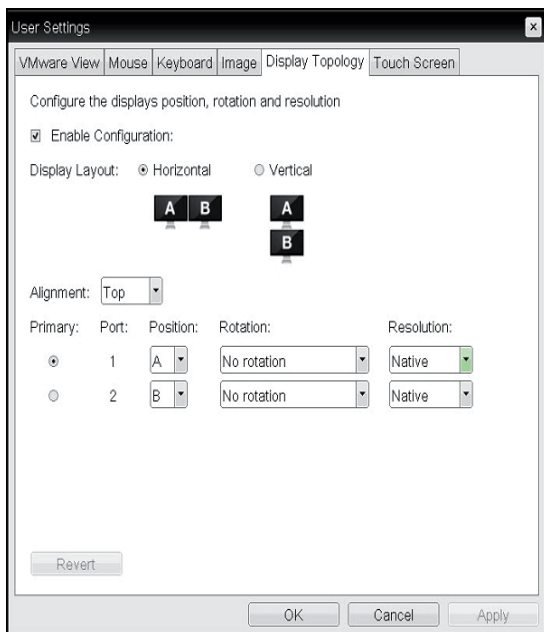 User Settings
VMware View Mouse Keyboard Image Display Topology Touch Screen
Configure the displays position, rotation and resolution
Enable Configuration:
Display Layout: Horizontal Vertical
A B A
B
Alignment: Top
Primary: Port: Position: Rotation: Resolution:
1 A No rotation Native
2 B No rotation Native
Revert
OK Cancel Apply